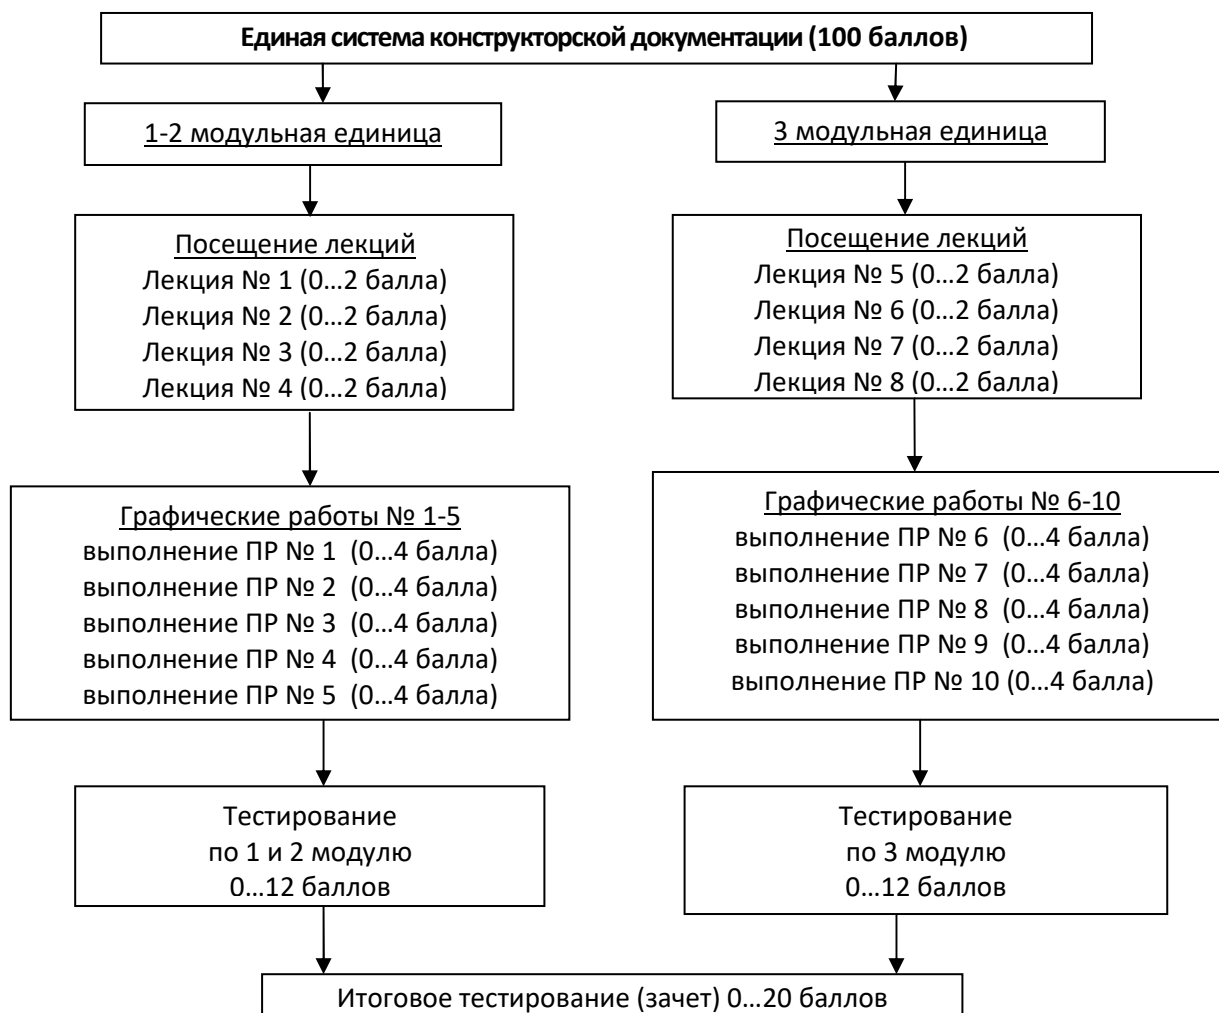 Единая система конструкторской документации (100 баллов)
1-2 модульная единица
3 модульная единица
Посещение лекций
Лекция № 1 (0...2 балла)
Лекция № 2 (0...2 балла)
Лекция № 3 (0...2 балла)
Лекция № 4 (0...2 балла)
Посещение лекций
Лекция № 5 (0...2 балла)
Лекция № 6 (0...2 балла)
Лекция № 7 (0...2 балла)
Лекция № 8 (0...2 балла)
Графические работы № 1-5
выполнение ПР № 1 (0...4 балла)
выполнение ПР № 2 (0...4 балла)
выполнение ПР № 3 (0...4 балла)
выполнение ПР № 4 (0...4 балла)
выполнение ПР № 5 (0...4 балла)
Графические работы № 6-10
выполнение ПР № 6 (0...4 балла)
выполнение ПР № 7 (0...4 балла)
выполнение ПР № 8 (0...4 балла)
выполнение ПР № 9 (0...4 балла)
выполнение ПР № 10 (0...4 балла)
Тестирование
по 1 и 2 модулю
0...12 баллов
Тестирование
по 3 модулю
0...12 баллов
Итоговое тестирование (зачет) 0...20 баллов